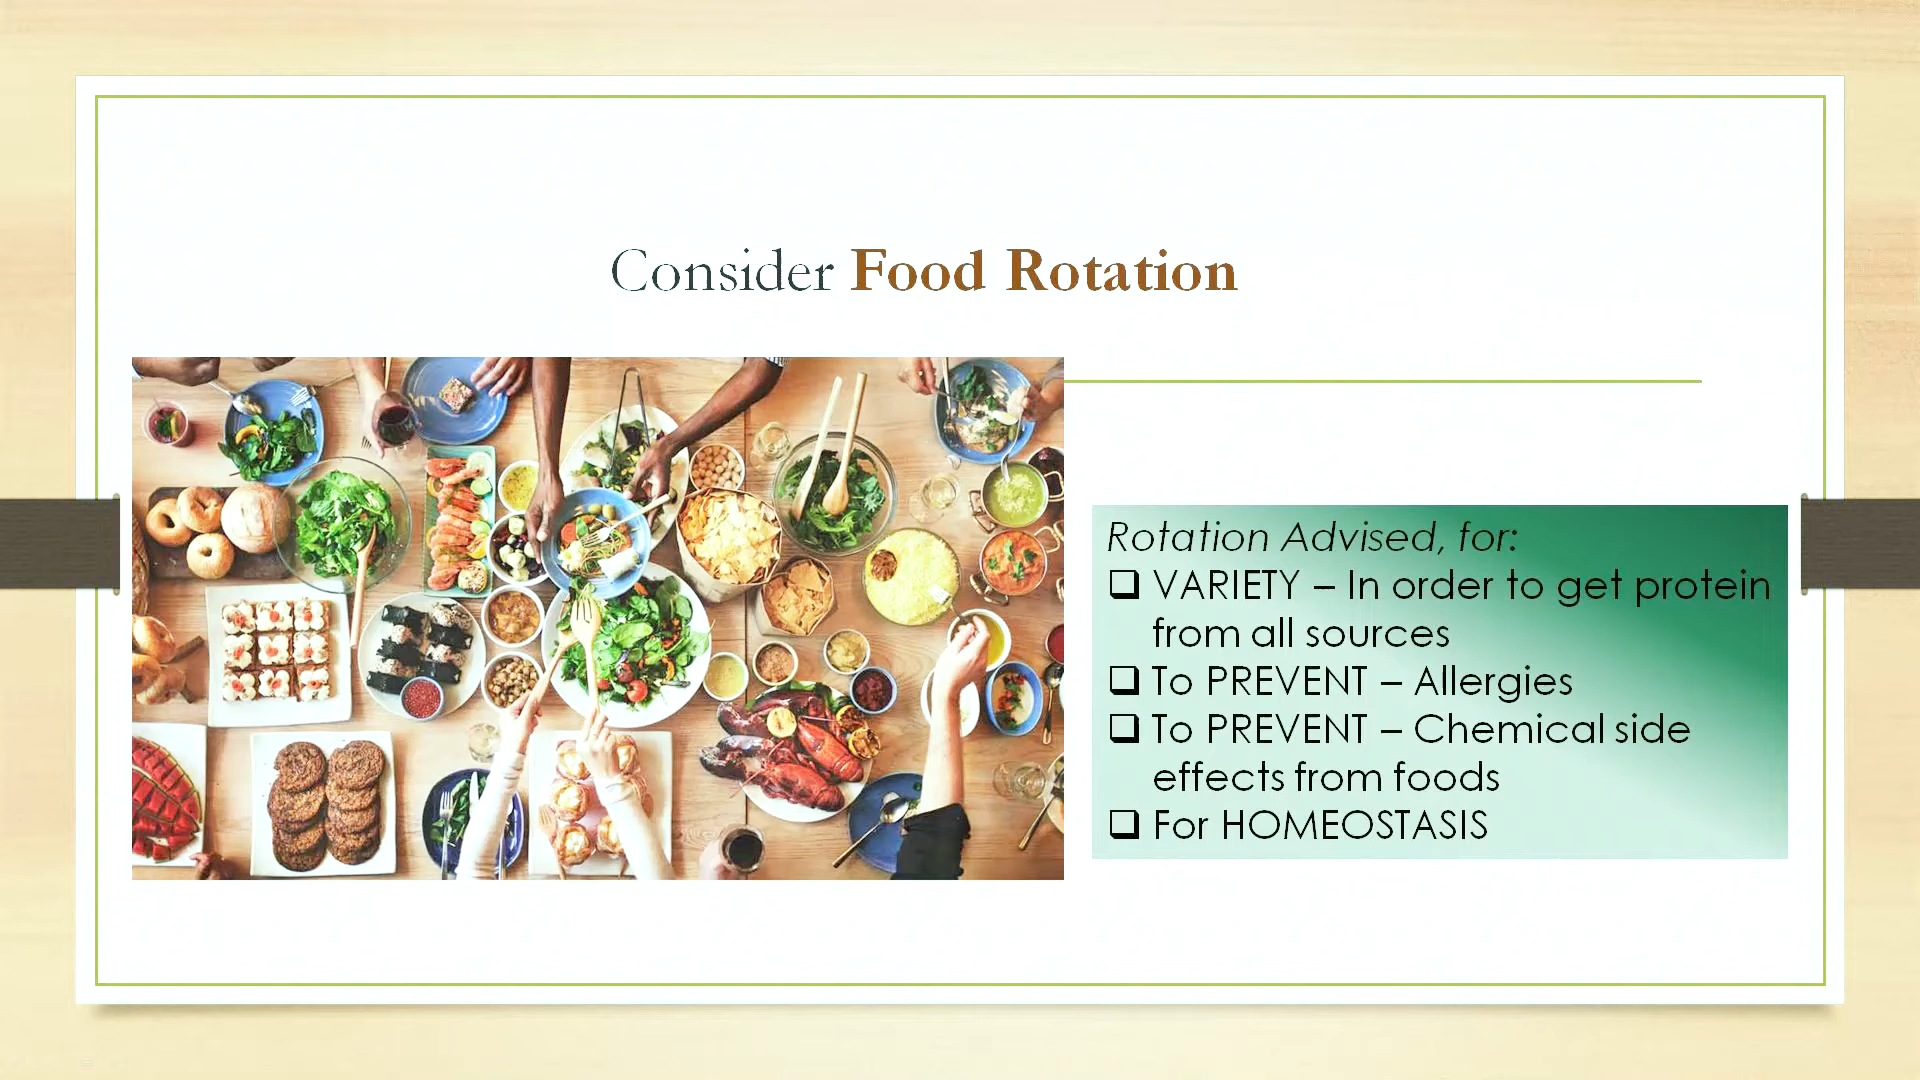 Consider Food Rotation
Rotation Advised, for:
❑ VARIETY – In order to get protein
from all sources
❑ To PREVENT – Allergies
❑ To PREVENT – Chemical side
effects from foods
❑ For HOMEOSTASIS